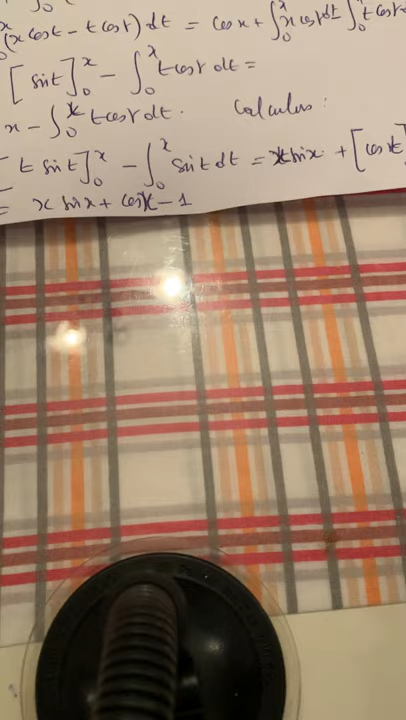 (x cos t - t cos t) dt = cos x + ∫₀ˣ x cos t dt ∫₀ t cos t
[sin t]₀ˣ - ∫₀ˣ t cos t dt =
x - ∫₀ˣ t cos t dt. Calculus :
t sin t]₀ˣ - ∫₀ˣ sin t dt = x sin x + [cos t]
= x sin x + cos x - 1